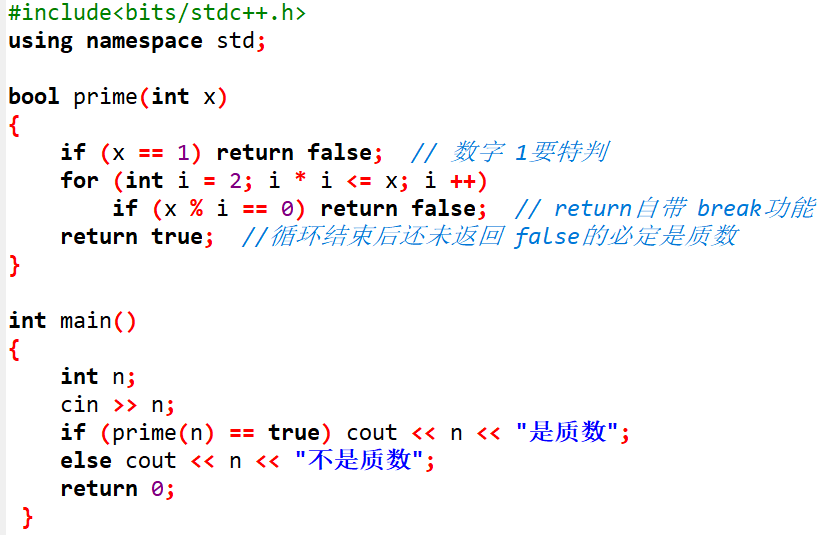 #include<bits/stdc++.h>
using namespace std;

bool prime(int x)
{
    if (x == 1) return false;  // 数字 1要特判
    for (int i = 2; i * i <= x; i ++)
        if (x % i == 0) return false;  // return自带 break功能
    return true;  //循环结束后还未返回 false的必定是质数
}

int main()
{
    int n;
    cin >> n;
    if (prime(n) == true) cout << n << "是质数";
    else cout << n << "不是质数";
    return 0;
}